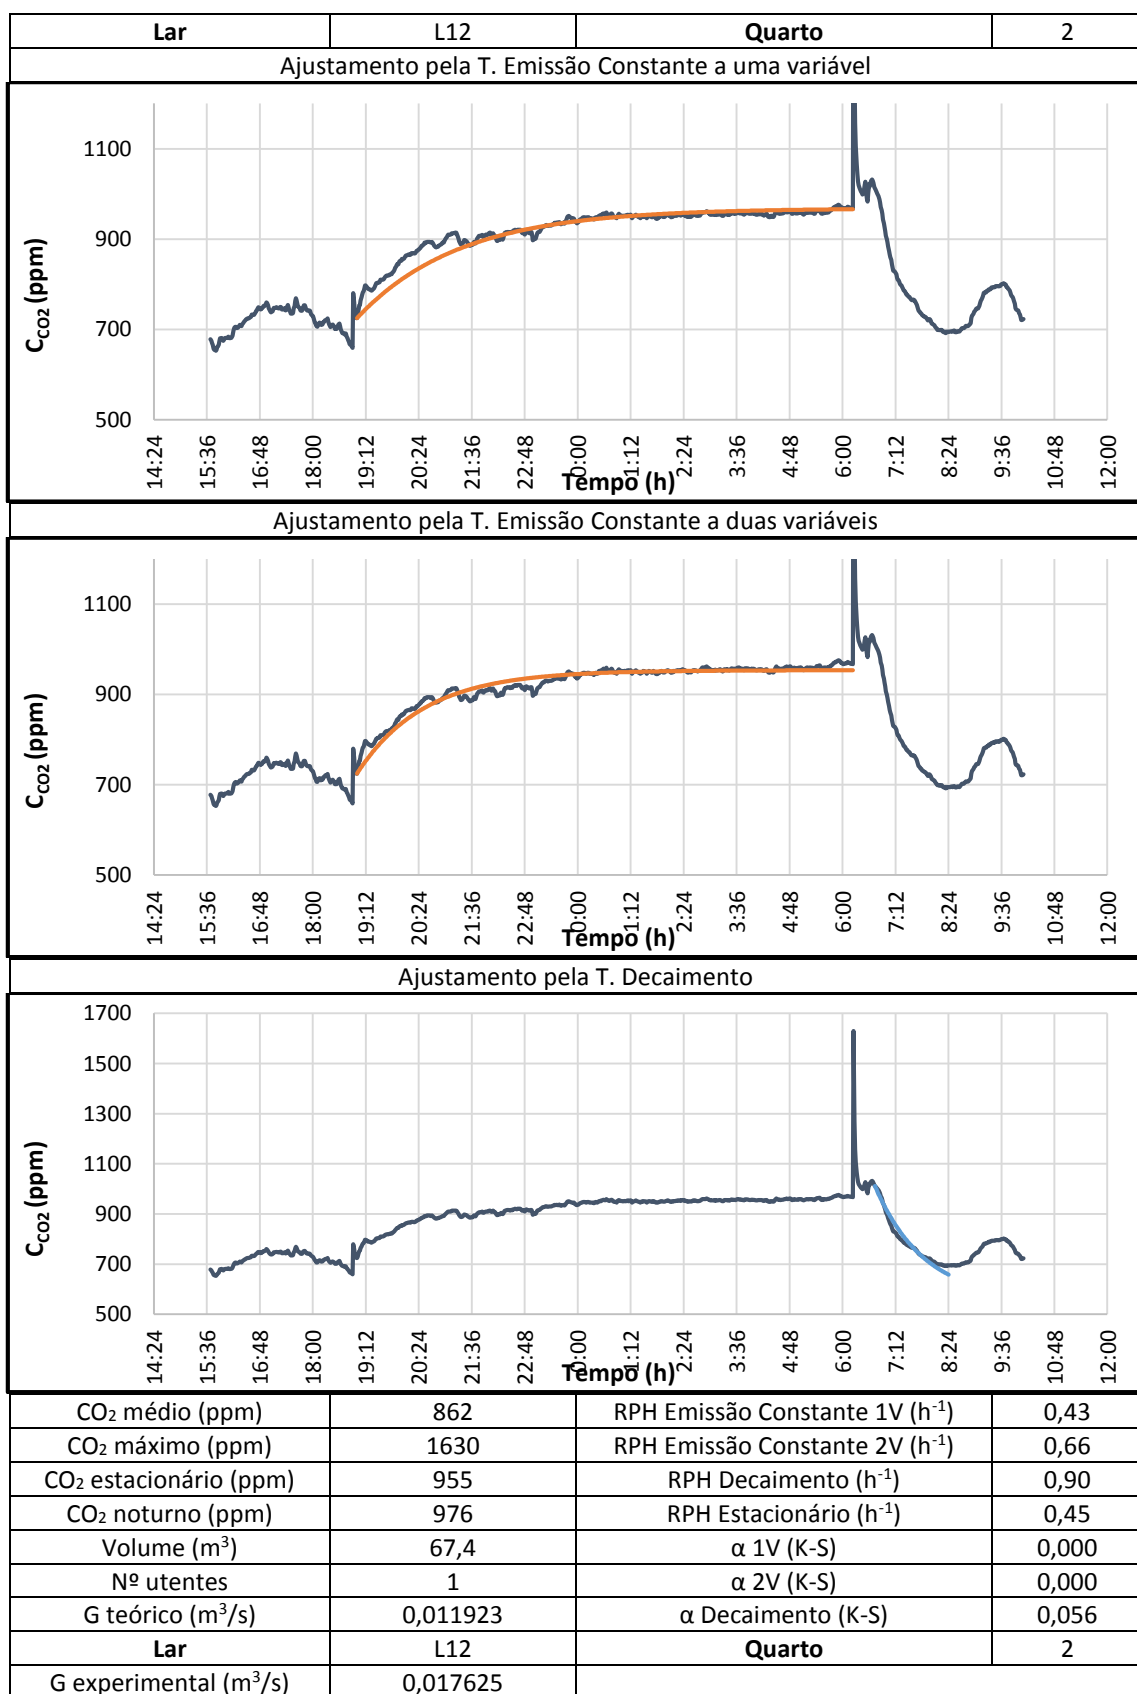 Lar L12 Quarto 2
Ajustamento pela T. Emissão Constante a uma variável
1100
900
700
500
C_CO2 (ppm)
14:24 15:36 16:48 18:00 19:12 20:24 21:36 22:48 0:00 1:12 2:24 3:36 4:48 6:00 7:12 8:24 9:36 10:48 12:00
Tempo (h)
Ajustamento pela T. Emissão Constante a duas variáveis
1100
900
700
500
C_CO2 (ppm)
14:24 15:36 16:48 18:00 19:12 20:24 21:36 22:48 0:00 1:12 2:24 3:36 4:48 6:00 7:12 8:24 9:36 10:48 12:00
Tempo (h)
Ajustamento pela T. Decaimento
1700
1500
1300
1100
900
700
500
C_CO2 (ppm)
14:24 15:36 16:48 18:00 19:12 20:24 21:36 22:48 0:00 1:12 2:24 3:36 4:48 6:00 7:12 8:24 9:36 10:48 12:00
Tempo (h)
CO₂ médio (ppm) 862 RPH Emissão Constante 1V (h⁻¹) 0,43
CO₂ máximo (ppm) 1630 RPH Emissão Constante 2V (h⁻¹) 0,66
CO₂ estacionário (ppm) 955 RPH Decaimento (h⁻¹) 0,90
CO₂ noturno (ppm) 976 RPH Estacionário (h⁻¹) 0,45
Volume (m³) 67,4 α 1V (K-S) 0,000
Nº utentes 1 α 2V (K-S) 0,000
G teórico (m³/s) 0,011923 α Decaimento (K-S) 0,056
Lar L12 Quarto 2
G experimental (m³/s) 0,017625